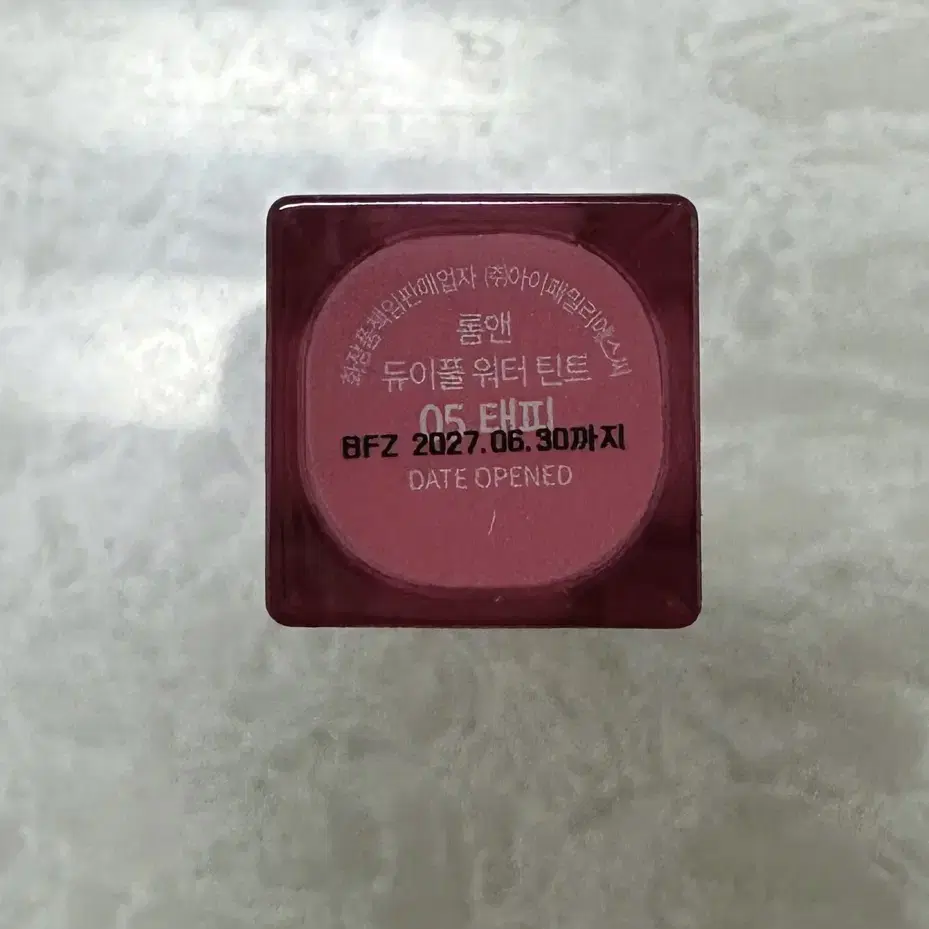 화장품책임판매업자 (주)아이패밀리에스씨
롬앤
듀이풀 워터 틴트
05 태피
BFZ 2027.06.30까지
DATE OPENED
/